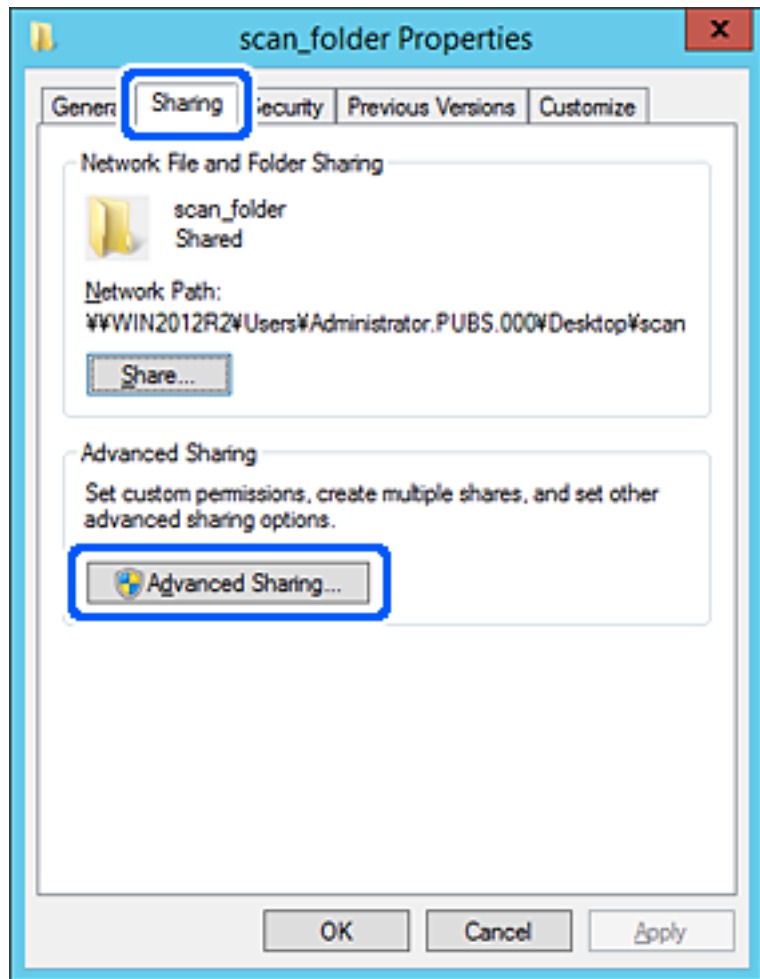 scan_folder Properties
x
General Sharing Security Previous Versions Customize
Network File and Folder Sharing
scan_folder
Shared
Network Path:
¥¥WIN2012R2¥Users¥Administrator.PUBS.000¥Desktop¥scan
Share...
Advanced Sharing
Set custom permissions, create multiple shares, and set other
advanced sharing options.
Advanced Sharing...
OK Cancel Apply